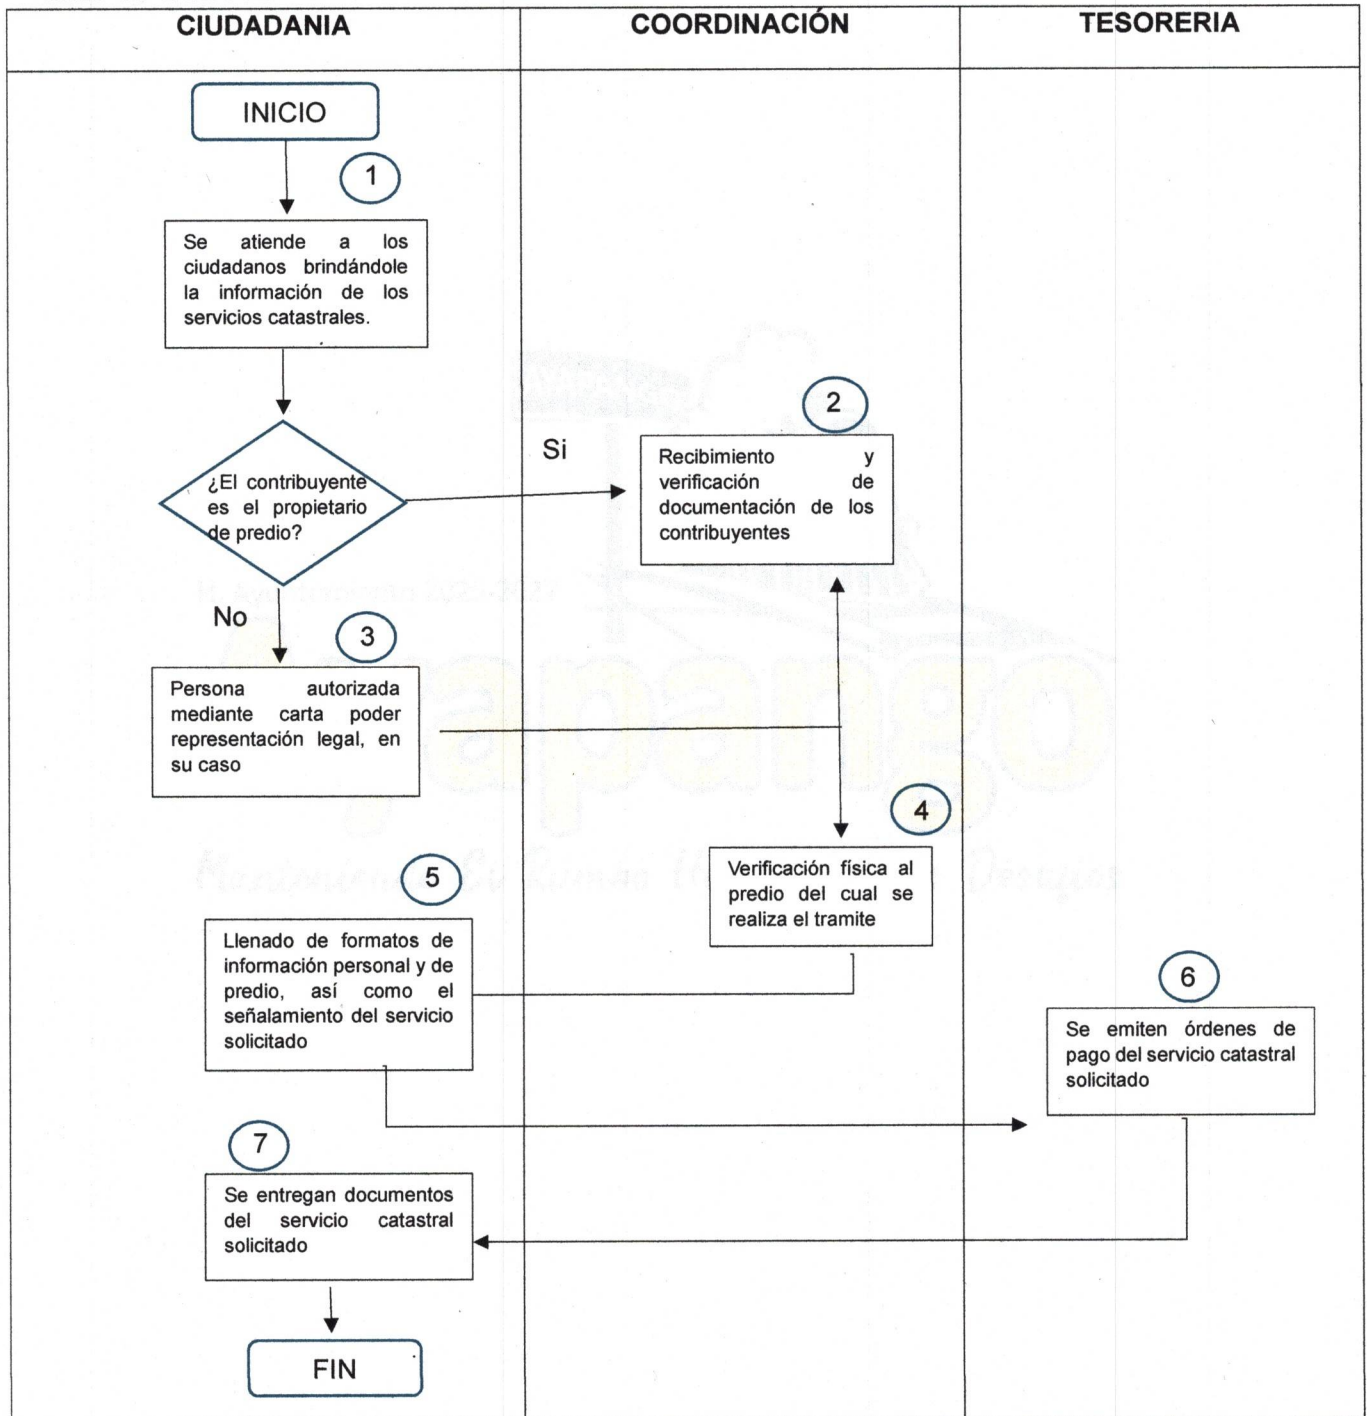 CIUDADANIA
COORDINACIÓN
TESORERIA
INICIO
1
Se atiende a los
ciudadanos brindándole
la información de los
servicios catastrales.
¿El contribuyente
es el propietario
de predio?
Si
2
Recibimiento y
verificación de
documentación de los
contribuyentes
No
3
Persona autorizada
mediante carta poder
representación legal, en
su caso
4
Verificación física al
predio del cual se
realiza el tramite
5
Llenado de formatos de
información personal y de
predio, así como el
señalamiento del servicio
solicitado
6
Se emiten órdenes de
pago del servicio catastral
solicitado
7
Se entregan documentos
del servicio catastral
solicitado
FIN